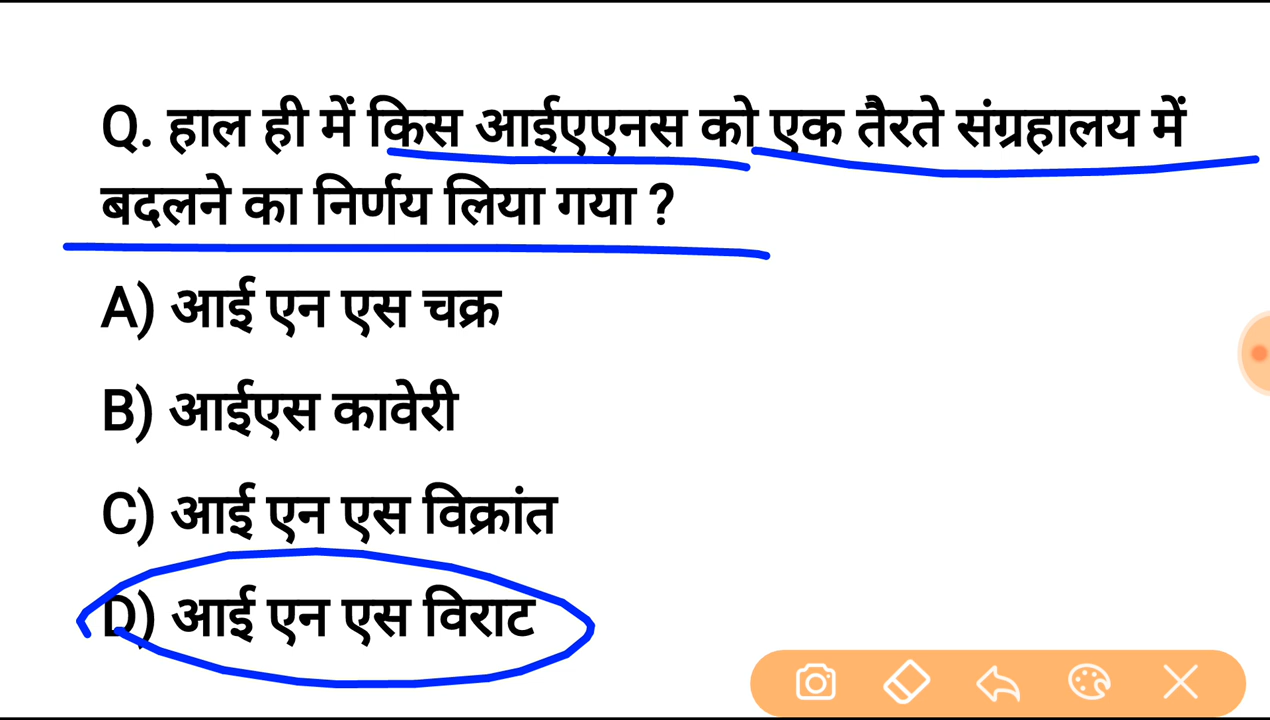 Q. हाल ही में किस आईएएनस को एक तैरते संग्रहालय में
बदलने का निर्णय लिया गया ?
A) आई एन एस चक्र
B) आईएस कावेरी
C) आई एन एस विक्रांत
D) आई एन एस विराट